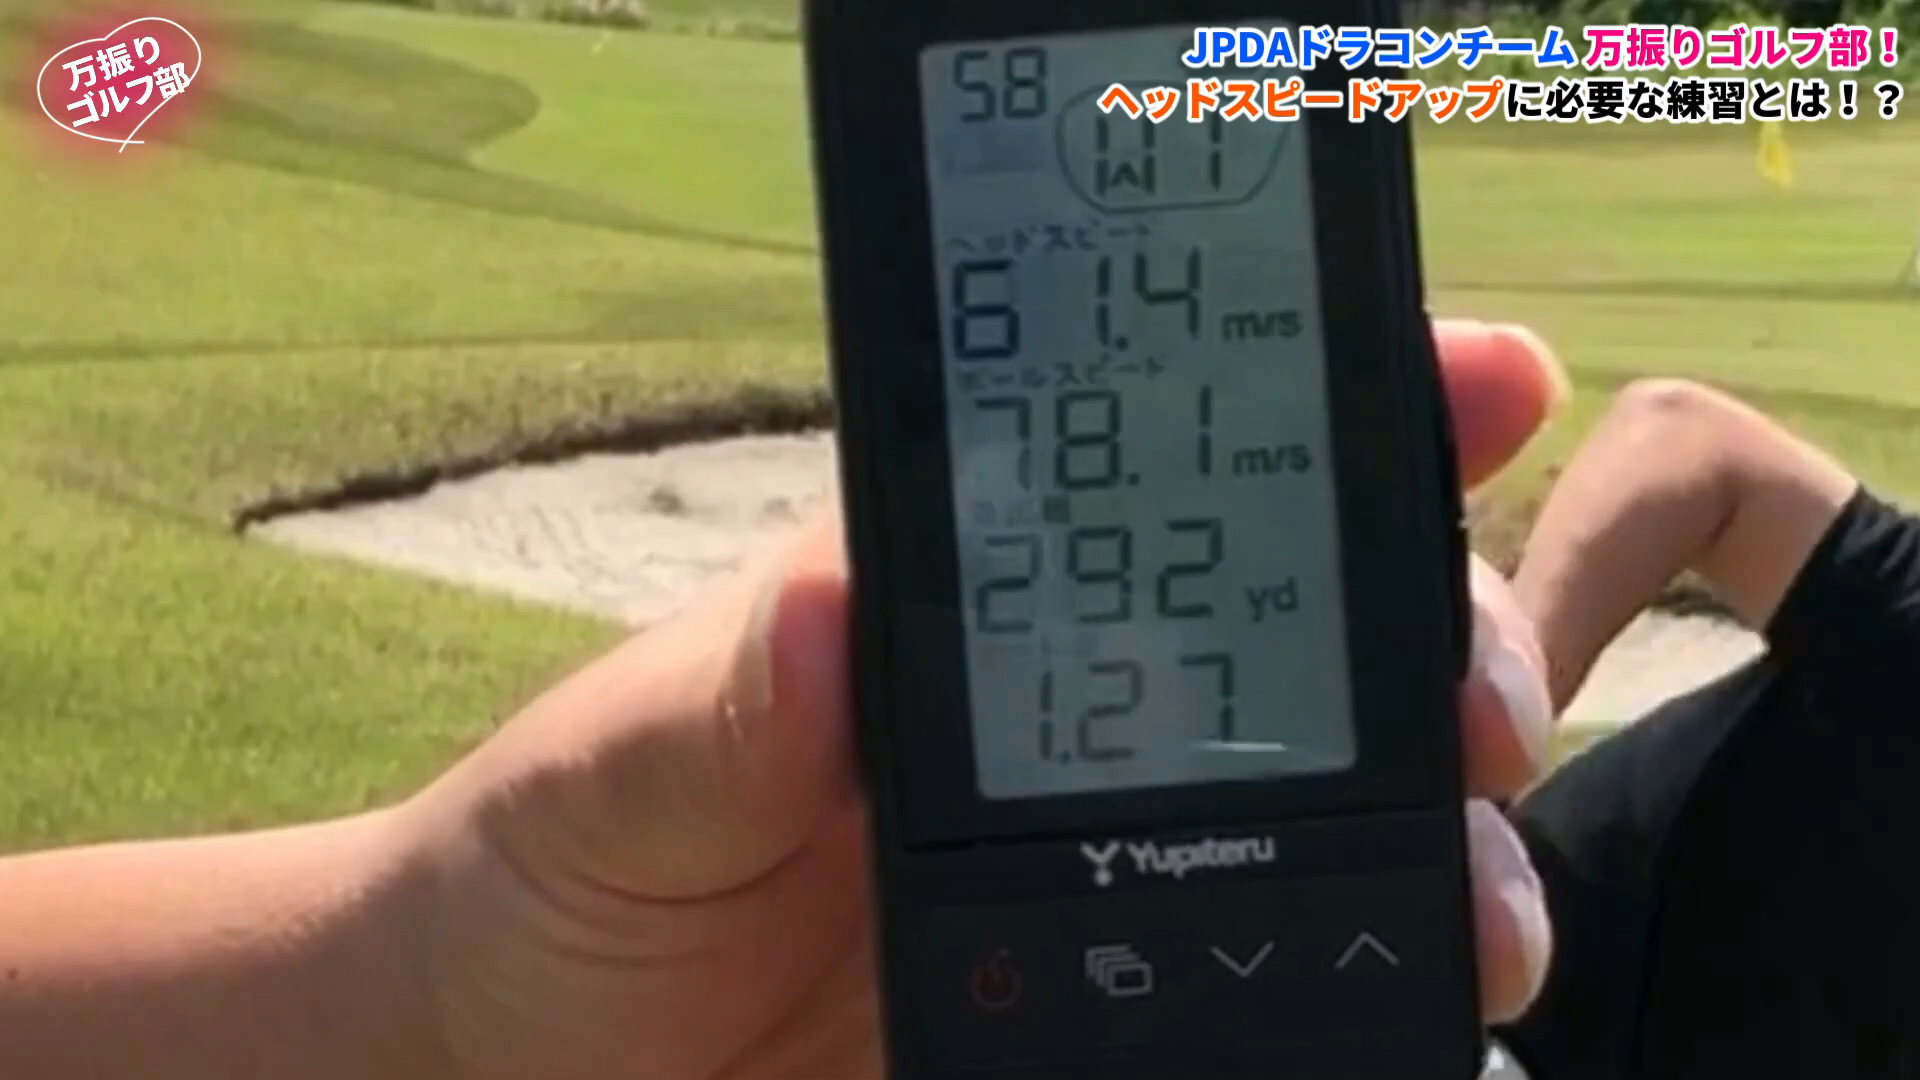 万振り
ゴルフ部
JPDAドラコンチーム 万振りゴルフ部！
ヘッドスピードアップに必要な練習とは！？
58
W1
ヘッドスピード
61.4 m/s
ボールスピード
78.1 m/s
292 yd
1.27
Yupiteru